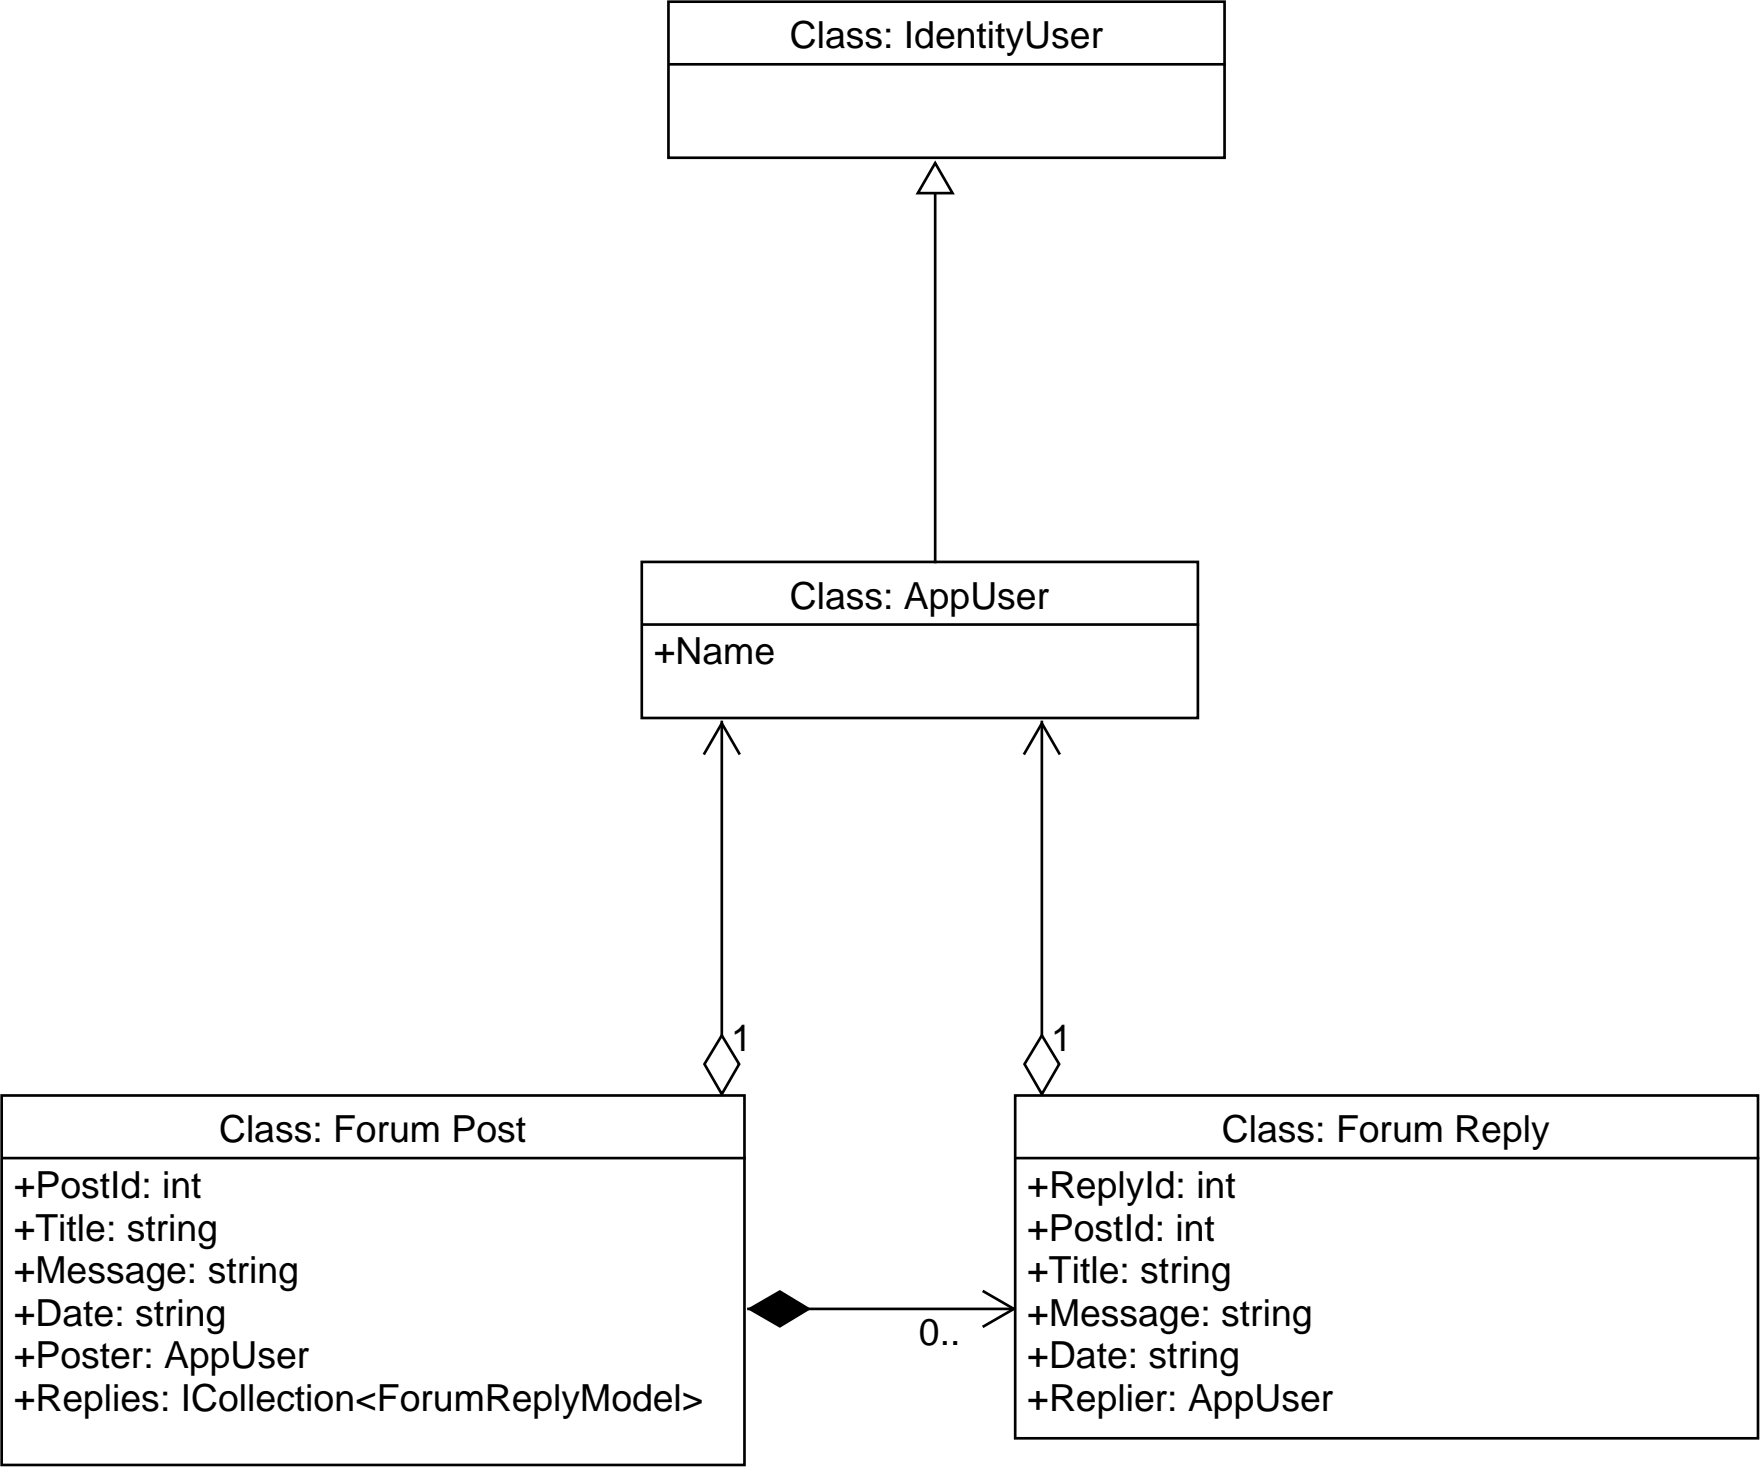 Class: IdentityUser
Class: AppUser
+Name
1
1
Class: Forum Post
+PostId: int
+Title: string
+Message: string
+Date: string
+Poster: AppUser
+Replies: ICollection<ForumReplyModel>
0..
Class: Forum Reply
+ReplyId: int
+PostId: int
+Title: string
+Message: string
+Date: string
+Replier: AppUser